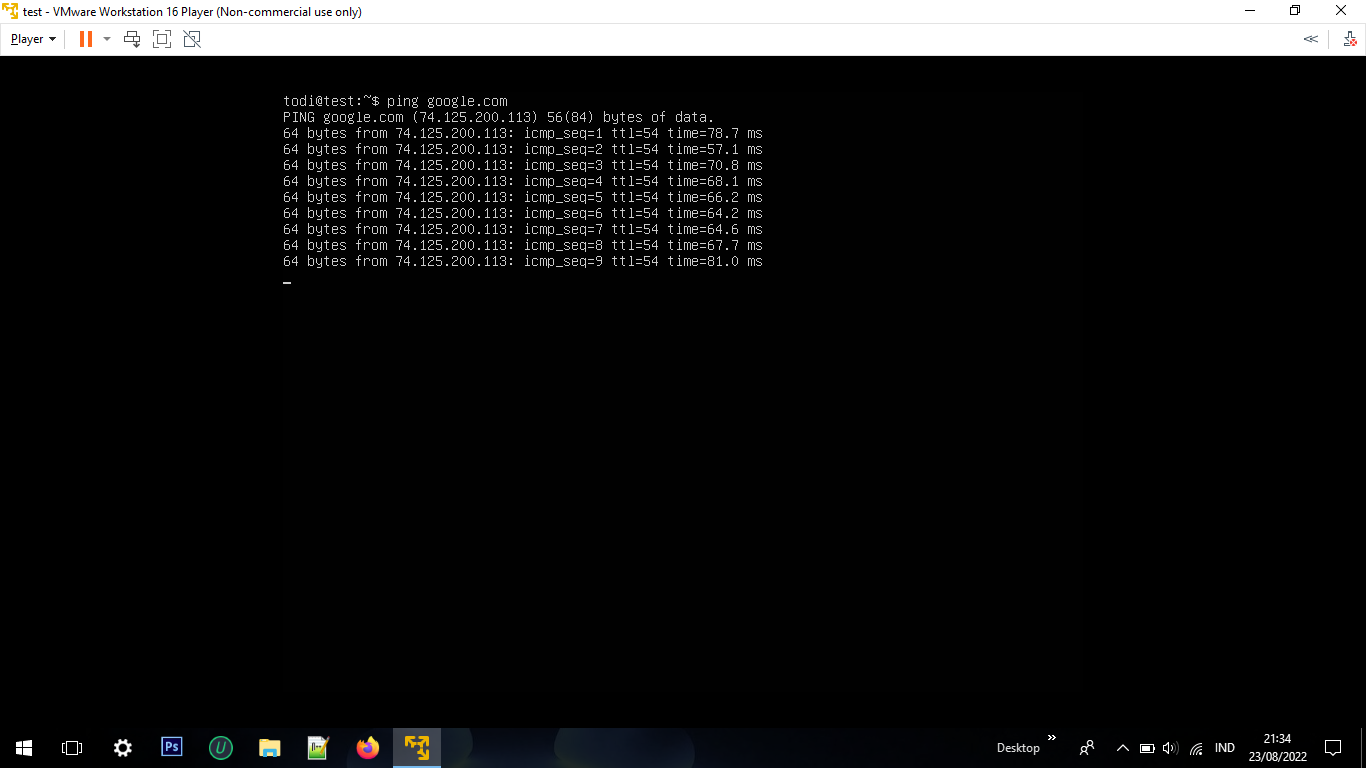 test - VMware Workstation 16 Player (Non-commercial use only)
Player
todi@test:~$ ping google.com
PING google.com (74.125.200.113) 56(84) bytes of data.
64 bytes from 74.125.200.113: icmp_seq=1 ttl=54 time=78.7 ms
64 bytes from 74.125.200.113: icmp_seq=2 ttl=54 time=57.1 ms
64 bytes from 74.125.200.113: icmp_seq=3 ttl=54 time=70.8 ms
64 bytes from 74.125.200.113: icmp_seq=4 ttl=54 time=68.1 ms
64 bytes from 74.125.200.113: icmp_seq=5 ttl=54 time=66.2 ms
64 bytes from 74.125.200.113: icmp_seq=6 ttl=54 time=64.2 ms
64 bytes from 74.125.200.113: icmp_seq=7 ttl=54 time=64.6 ms
64 bytes from 74.125.200.113: icmp_seq=8 ttl=54 time=67.7 ms
64 bytes from 74.125.200.113: icmp_seq=9 ttl=54 time=81.0 ms
Ps
U
Desktop
IND
21:34
23/08/2022